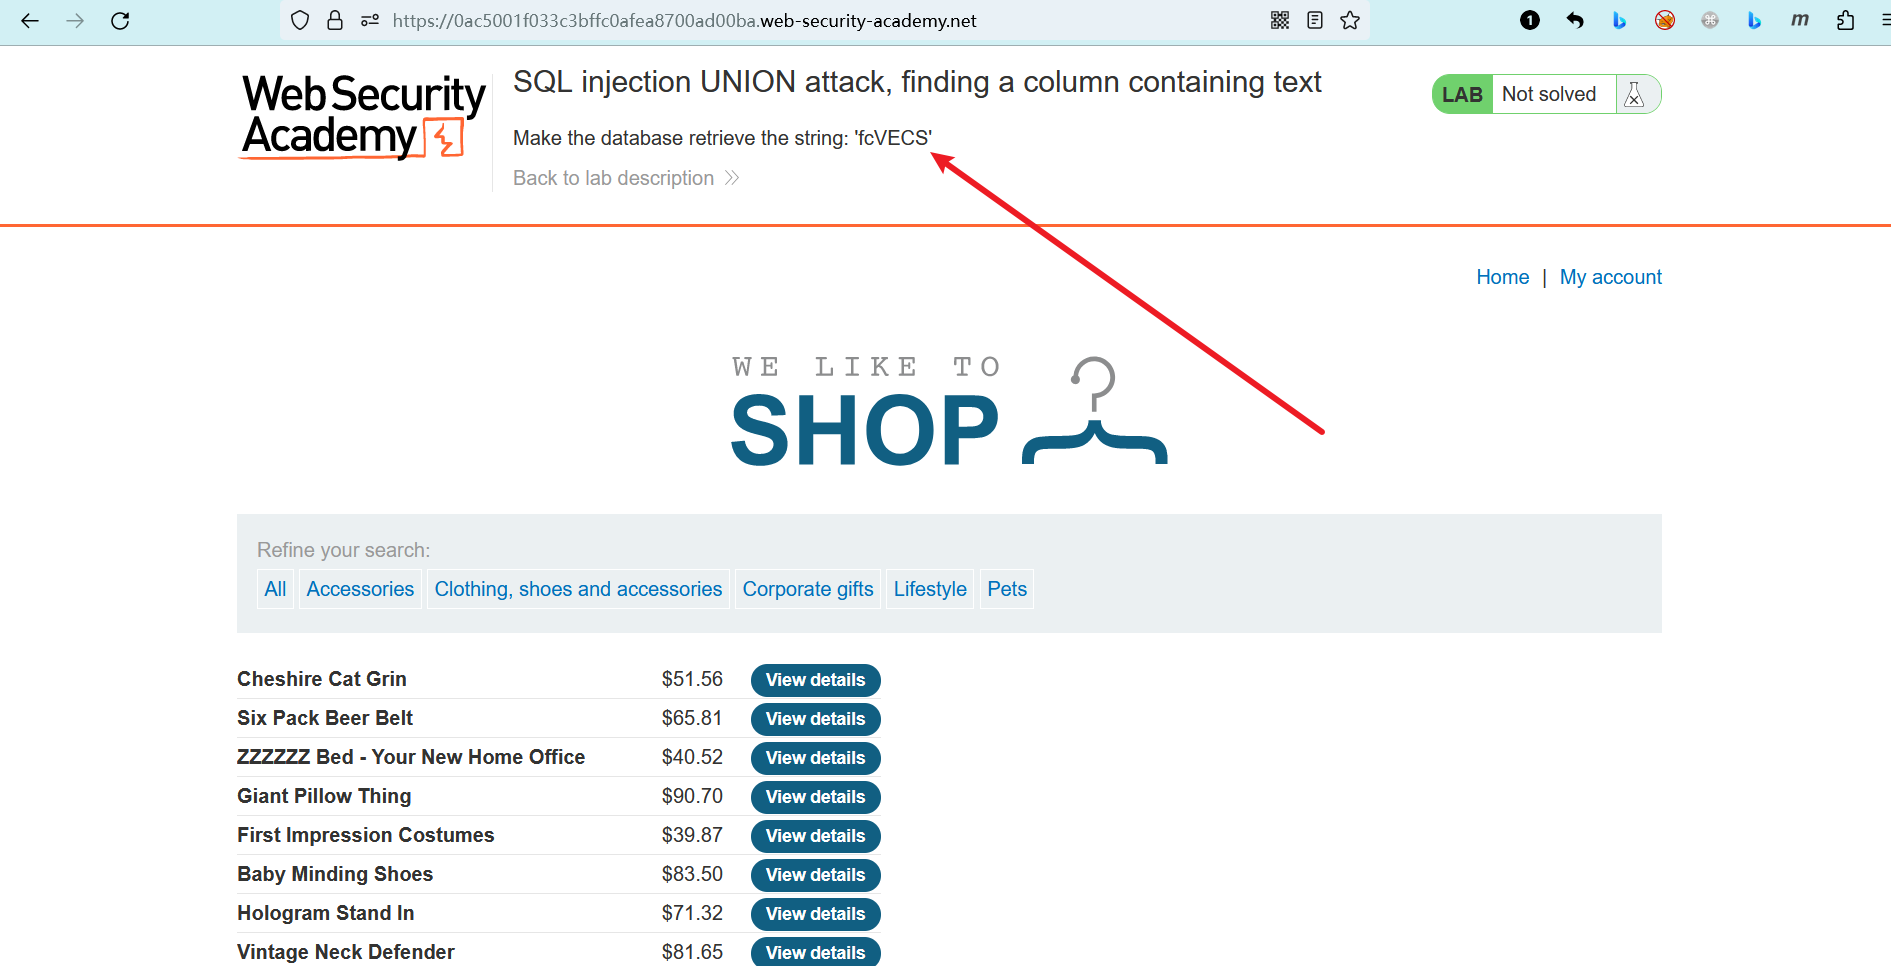 https://0ac5001f033c3bffc0afea8700ad00ba.web-security-academy.net
1
m
Web Security
Academy
SQL injection UNION attack, finding a column containing text
LAB Not solved
Make the database retrieve the string: 'fcVECS'
Back to lab description
Home | My account
WE LIKE TO
SHOP
Refine your search:
All Accessories Clothing, shoes and accessories Corporate gifts Lifestyle Pets
Cheshire Cat Grin $51.56 View details
Six Pack Beer Belt $65.81 View details
ZZZZZZ Bed - Your New Home Office $40.52 View details
Giant Pillow Thing $90.70 View details
First Impression Costumes $39.87 View details
Baby Minding Shoes $83.50 View details
Hologram Stand In $71.32 View details
Vintage Neck Defender $81.65 View details